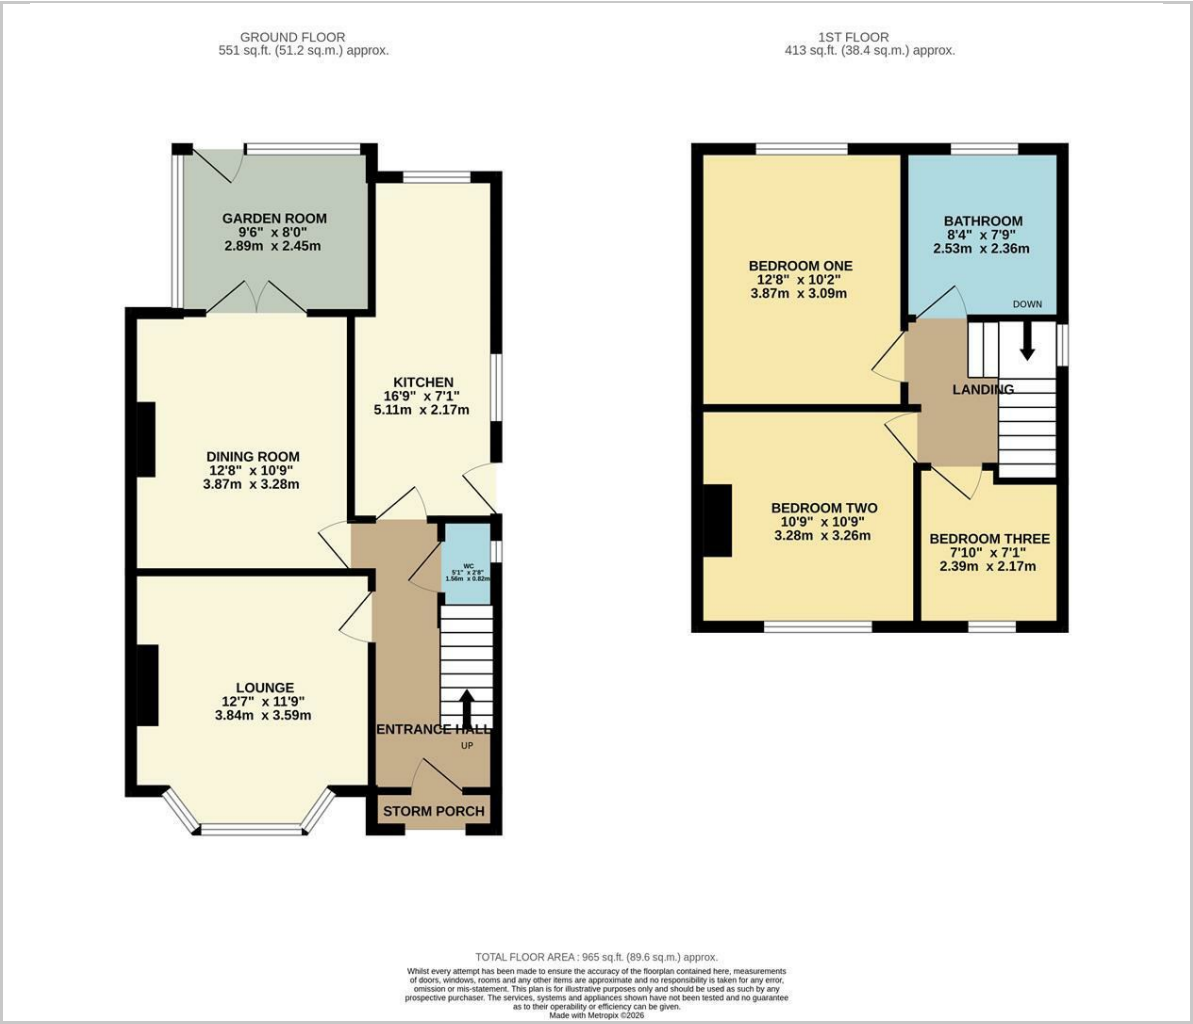 GROUND FLOOR
551 sq.ft. (51.2 sq.m.) approx.
1ST FLOOR
413 sq.ft. (38.4 sq.m.) approx.
GARDEN ROOM
9'6" x 8'0"
2.89m x 2.45m
KITCHEN
16'9" x 7'1"
5.11m x 2.17m
DINING ROOM
12'8" x 10'9"
3.87m x 3.28m
WC
5'1" x 2'8"
1.56m x 0.82m
LOUNGE
12'7" x 11'9"
3.84m x 3.59m
ENTRANCE HALL
UP
STORM PORCH
BEDROOM ONE
12'8" x 10'2"
3.87m x 3.09m
BATHROOM
8'4" x 7'9"
2.53m x 2.36m
DOWN
LANDING
BEDROOM TWO
10'9" x 10'9"
3.28m x 3.26m
BEDROOM THREE
7'10" x 7'1"
2.39m x 2.17m
TOTAL FLOOR AREA : 965 sq.ft. (89.6 sq.m.) approx.
Whilst every attempt has been made to ensure the accuracy of the floorplan contained here, measurements
of doors, windows, rooms and any other items are approximate and no responsibility is taken for any error,
omission or mis-statement. This plan is for illustrative purposes only and should be used as such by any
prospective purchaser. The services, systems and appliances shown have not been tested and no guarantee
as to their operability or efficiency can be given.
Made with Metropix ©2026